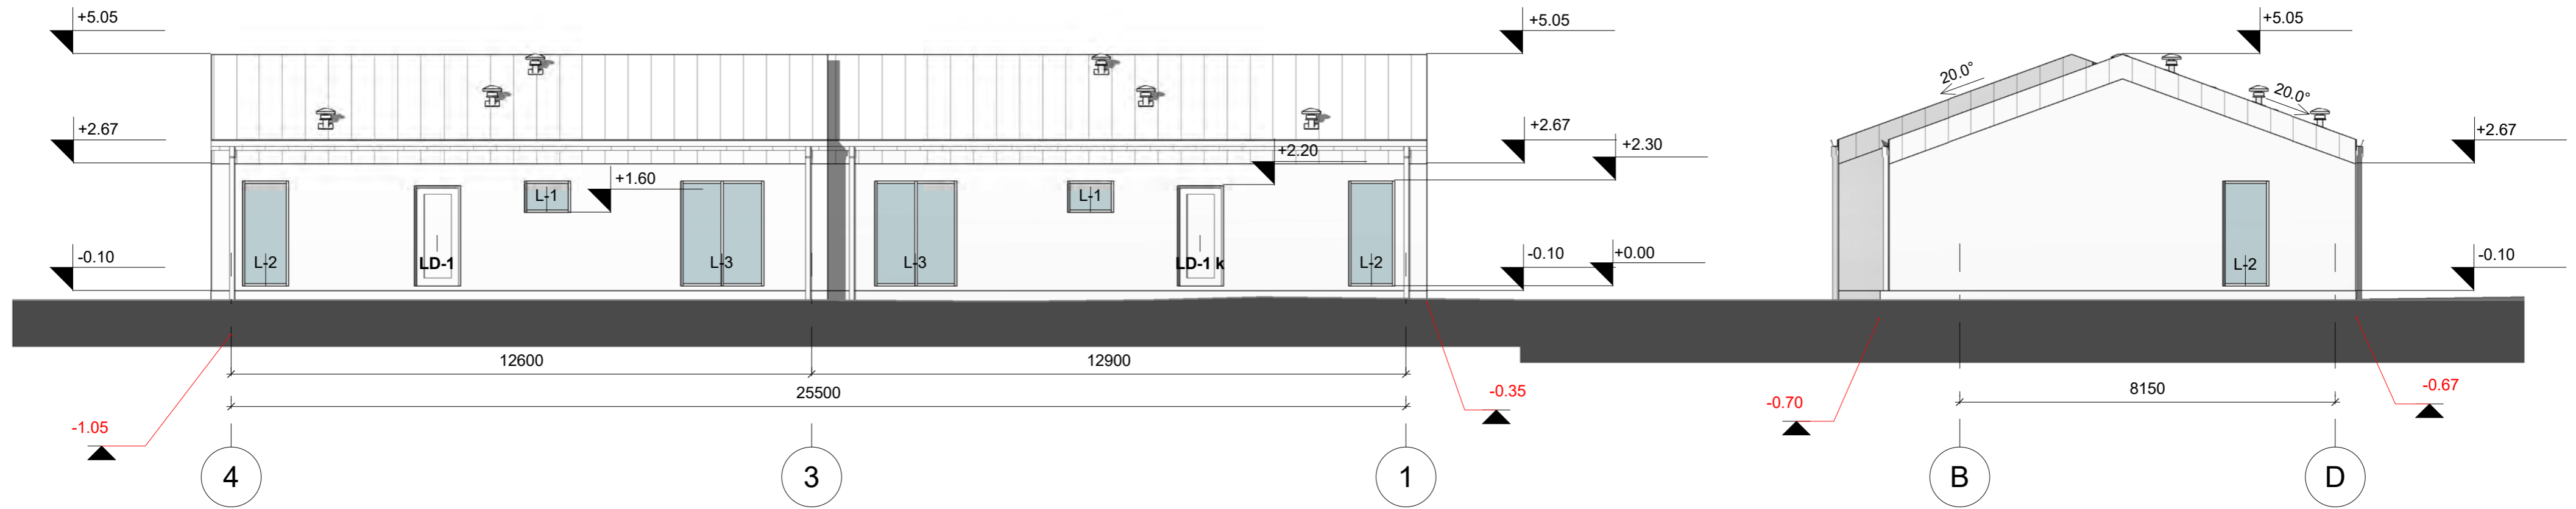 +5.05
+5.05
+5.05
20.0°
20.0°
+2.67
+2.67
+2.30
+2.67
+2.20
+1.60
L-1
L-1
-0.10
-0.10
+0.00
-0.10
L-2
LD-1
L-3
L-3
LD-1 k
L-2
L-2
12600
12900
25500
8150
-1.05
-0.35
-0.70
-0.67
4
3
1
B
D